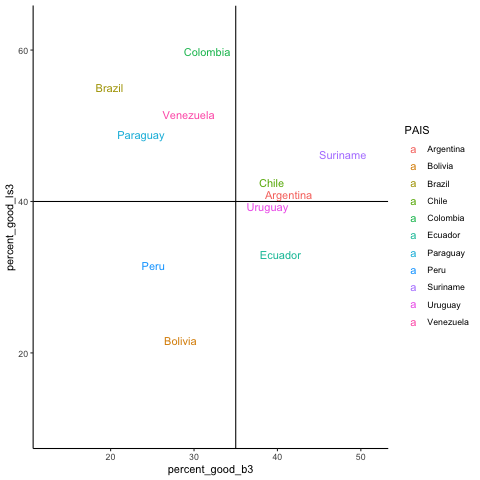 60
Colombia
Brazil
Venezuela
Paraguay
Suriname
Chile
Argentina
40
Uruguay
Ecuador
Peru
Bolivia
20
percent_good_ls3
20
30
40
50
percent_good_b3
PAIS
a Argentina
a Bolivia
a Brazil
a Chile
a Colombia
a Ecuador
a Paraguay
a Peru
a Suriname
a Uruguay
a Venezuela